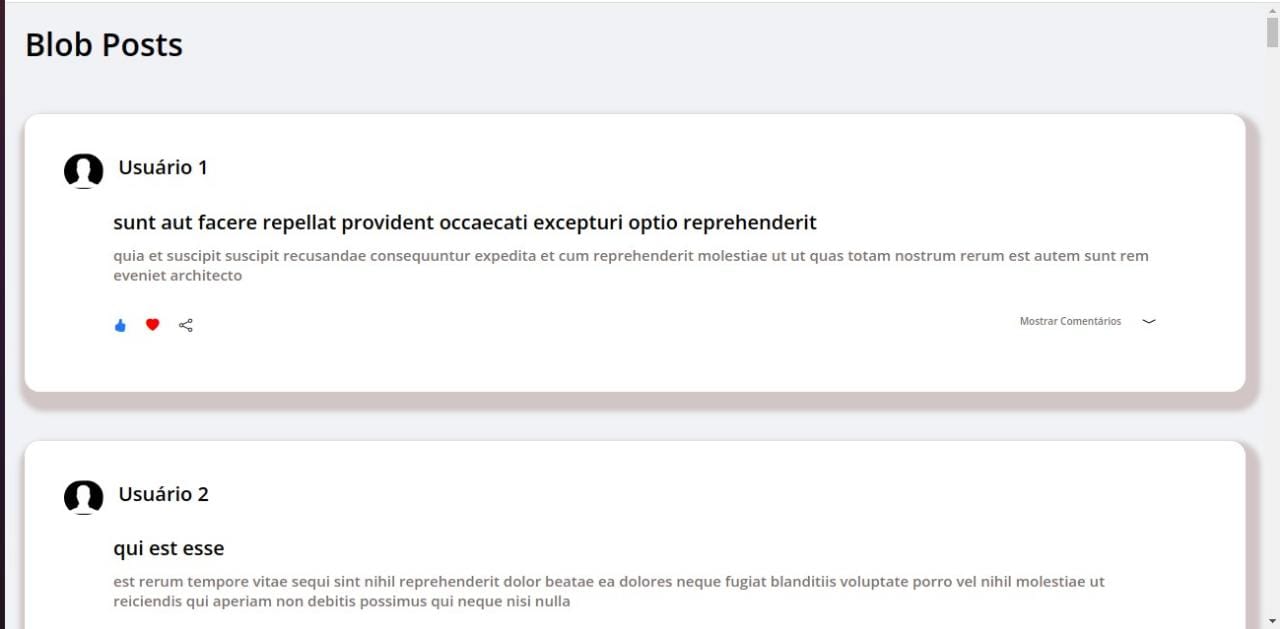 Blob Posts
Usuário 1
sunt aut facere repellat provident occaecati excepturi optio reprehenderit
quia et suscipit suscipit recusandae consequuntur expedita et cum reprehenderit molestiae ut ut quas totam nostrum rerum est autem sunt rem
eveniet architecto
Mostrar Comentários
Usuário 2
qui est esse
est rerum tempore vitae sequi sint nihil reprehenderit dolor beatae ea dolores neque fugiat blanditiis voluptate porro vel nihil molestiae ut
reiciendis qui aperiam non debitis possimus qui neque nisi nulla